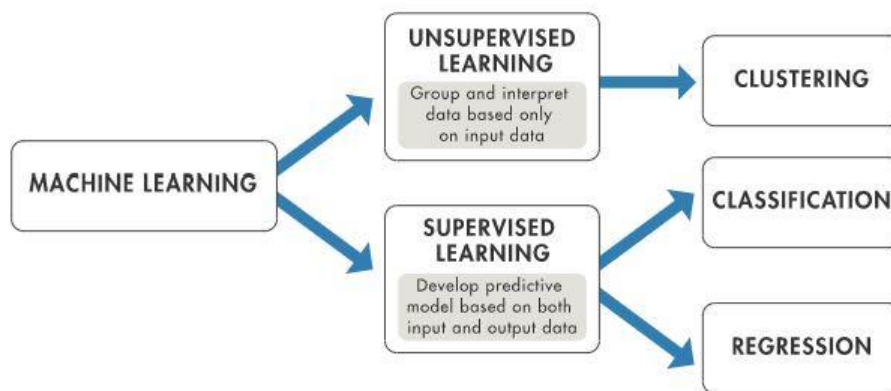 MACHINE LEARNING
UNSUPERVISED
LEARNING
Group and interpret
data based only
on input data
CLUSTERING
SUPERVISED
LEARNING
Develop predictive
model based on both
input and output data
CLASSIFICATION
REGRESSION